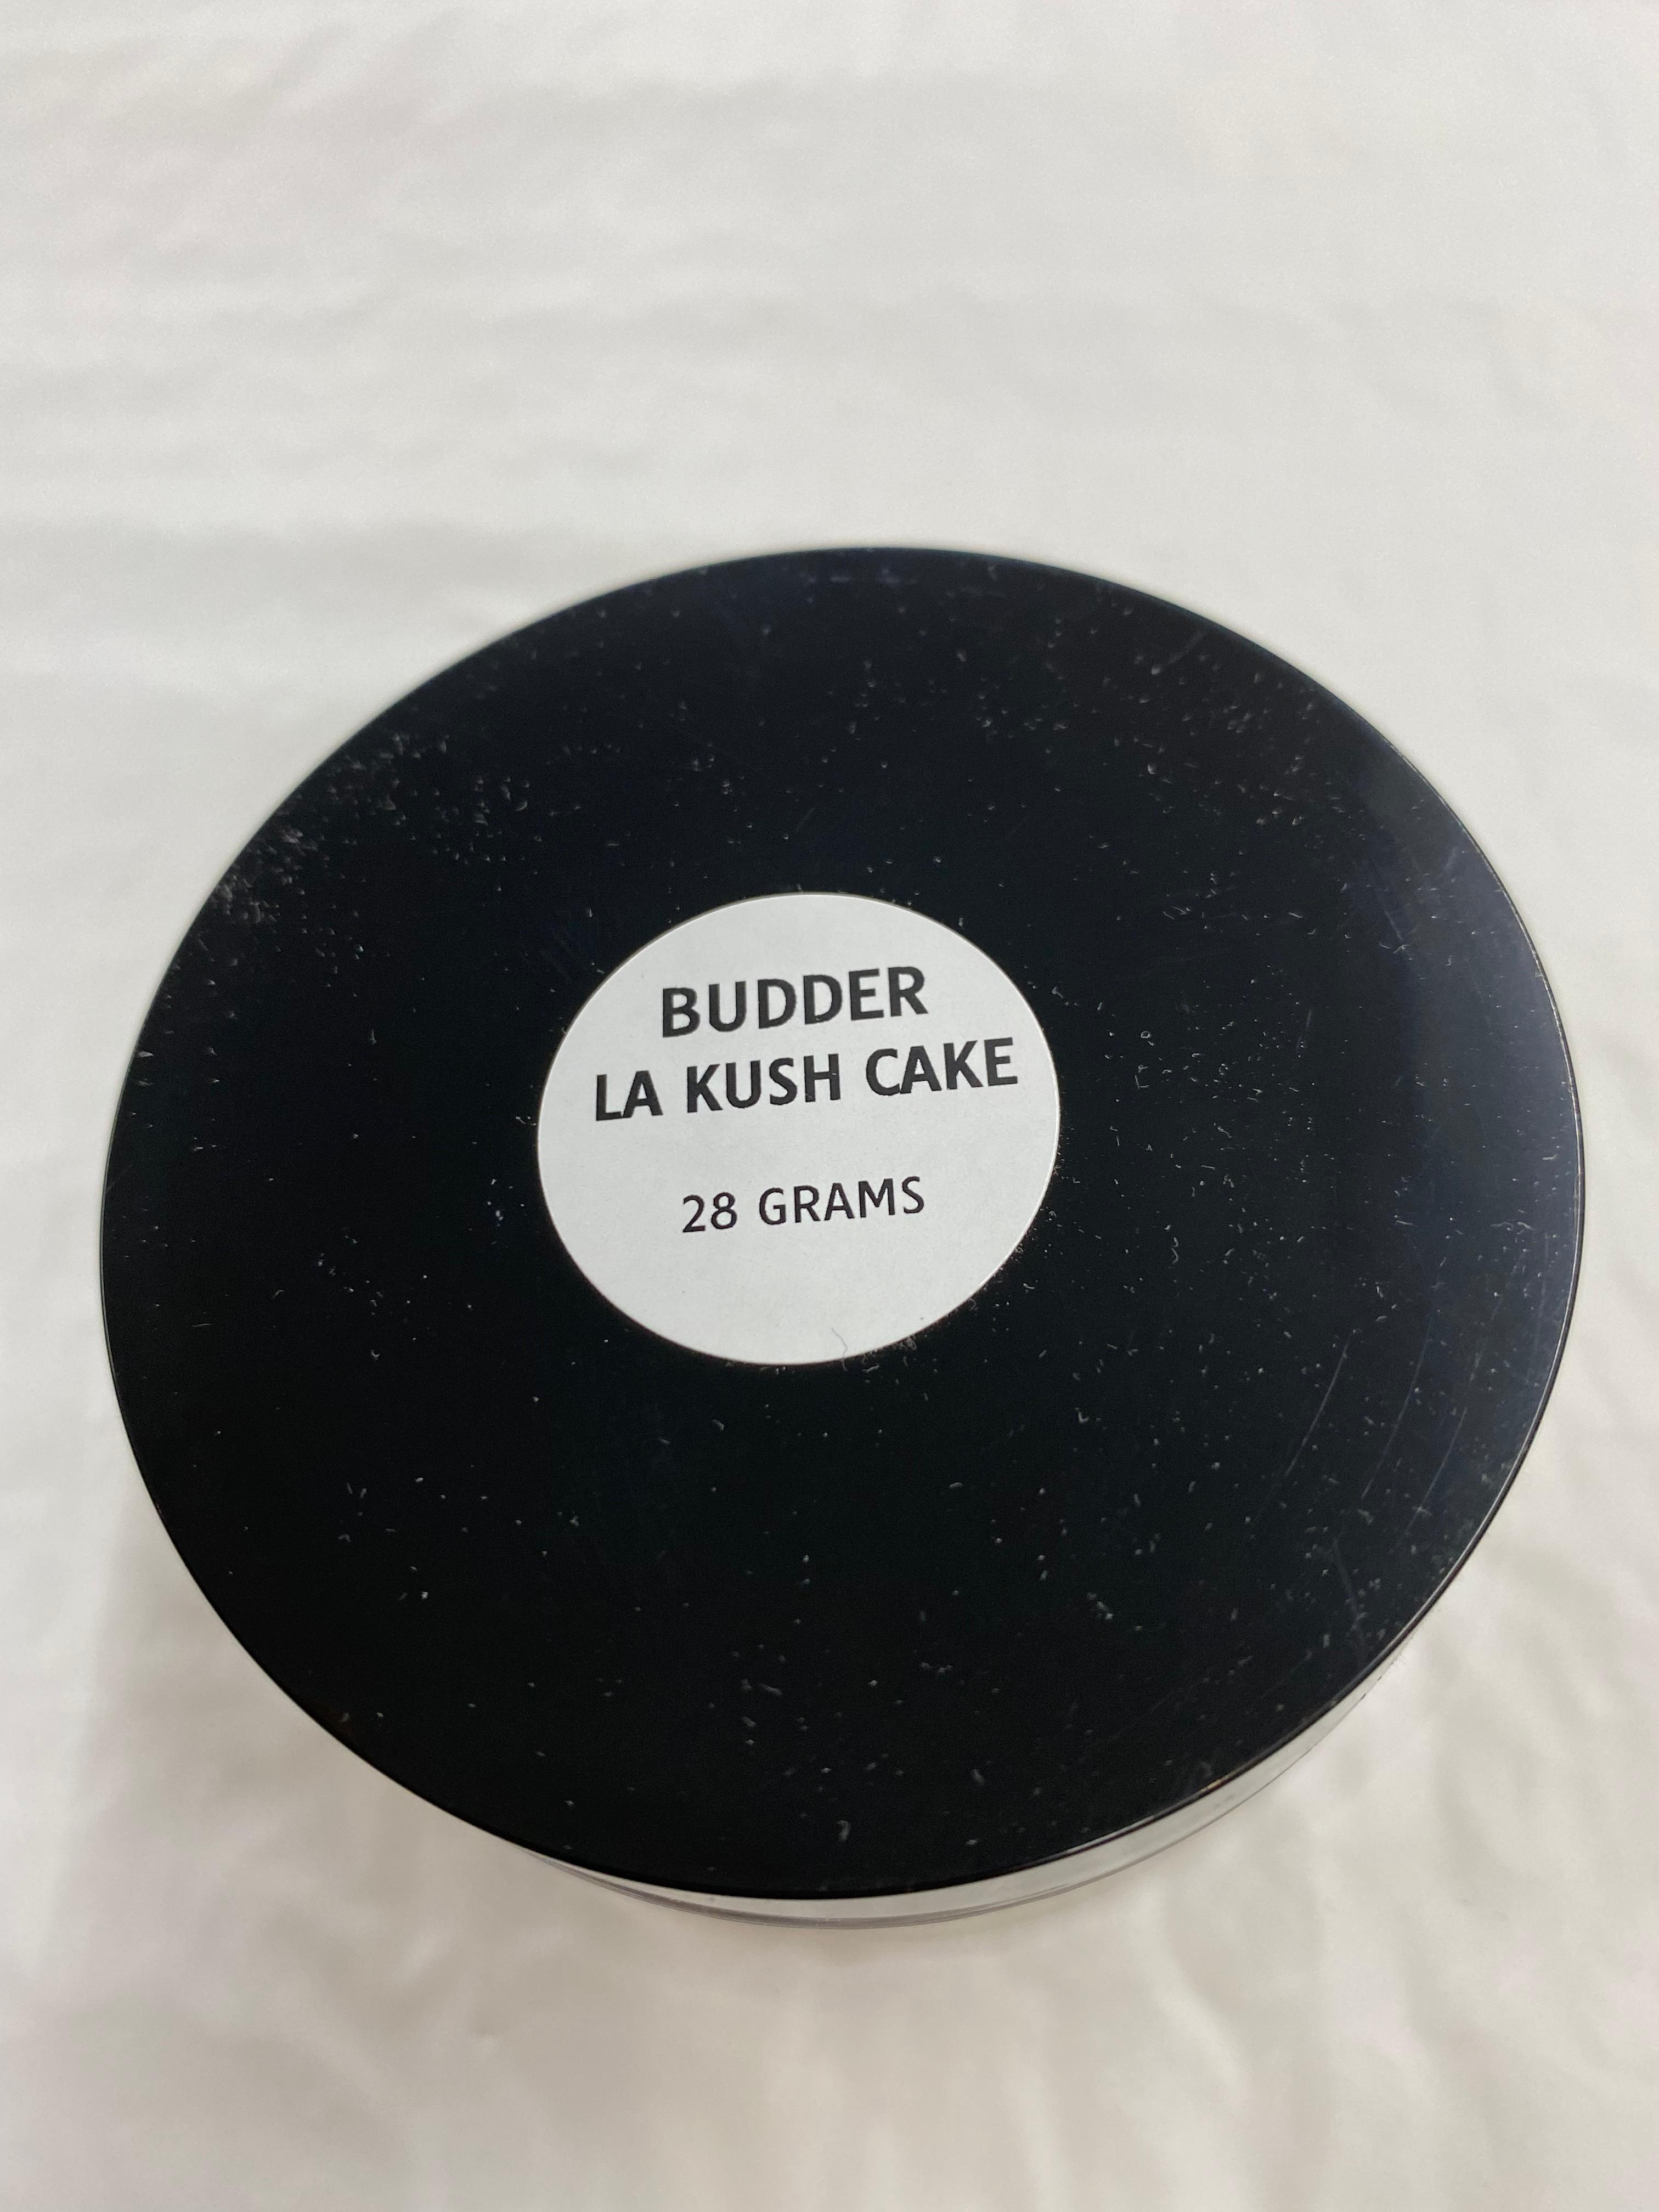 BUDDER
LA KUSH CAKE
28 GRAMS